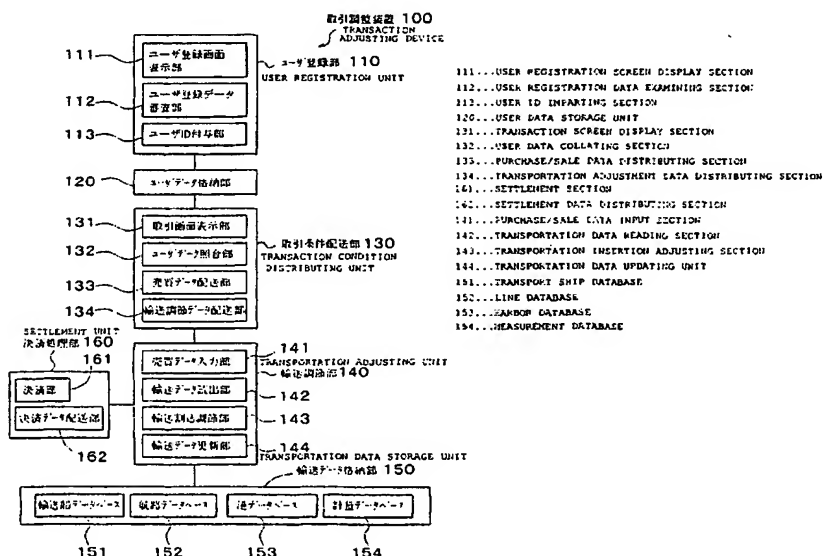 取引調整装置 100
TRANSACTION
ADJUSTING DEVICE
111
ユーザ登録画面
表示部
ユーザ登録部 110
USER REGISTRATION UNIT
112
ユーザ登録データ
審査部
113
ユーザID付与部
120
ユーザデータ格納部
131
取引画面表示部
132
ユーザデータ照合部
取引条件配送部 130
TRANSACTION CONDITION
DISTRIBUTING UNIT
133
売買データ配送部
134
輸送調節データ配送部
SETTLEMENT UNIT
決済処理部 160
161
決済部
決済データ配送部
162
141
売買データ入力部
TRANSPORTATION ADJUSTING UNIT
輸送調節部 140
輸送データ読出部
142
輸送割込調節部
143
輸送データ更新部
144
TRANSPORTATION DATA STORAGE UNIT
輸送データ格納部 150
輸送船データベース
航路データベース
港データベース
計量データベース
151
152
153
154
111...USER REGISTRATION SCREEN DISPLAY SECTION
112...USER REGISTRATION DATA EXAMINING SECTION
113...USER ID IMPARTING SECTION
120...USER DATA STORAGE UNIT
131...TRANSACTION SCREEN DISPLAY SECTION
132...USER DATA COLLATING SECTION
133...PURCHASE/SALE DATA DISTRIBUTING SECTION
134...TRANSPORTATION ADJUSTMENT DATA DISTRIBUTING SECTION
161...SETTLEMENT SECTION
162...SETTLEMENT DATA DISTRIBUTING SECTION
141...PURCHASE/SALE DATA INPUT SECTION
142...TRANSPORTATION DATA READING SECTION
143...TRANSPORTATION INSERTION ADJUSTING SECTION
144...TRANSPORTATION DATA UPDATING UNIT
151...TRANSPORT SHIP DATABASE
152...LINE DATABASE
153...HARBOR DATABASE
154...MEASUREMENT DATABASE